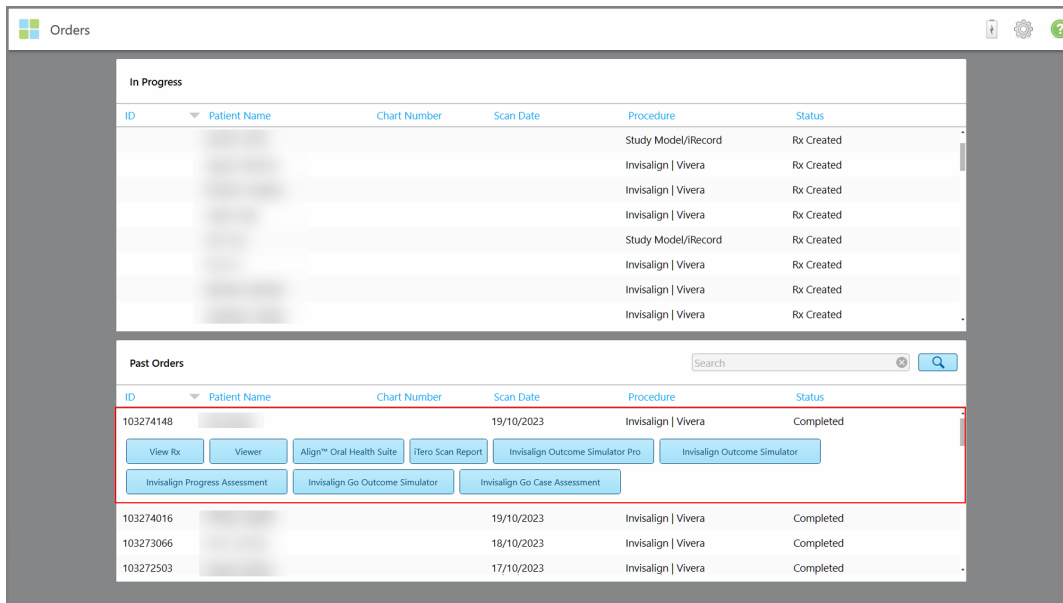 Orders
?
In Progress
ID Patient Name Chart Number Scan Date Procedure Status
Study Model/iRecord Rx Created
Invisalign | Vivera Rx Created
Invisalign | Vivera Rx Created
Invisalign | Vivera Rx Created
Study Model/iRecord Rx Created
Invisalign | Vivera Rx Created
Invisalign | Vivera Rx Created
Invisalign | Vivera Rx Created
Past Orders Search
ID Patient Name Chart Number Scan Date Procedure Status
103274148 19/10/2023 Invisalign | Vivera Completed
View Rx Viewer Align™ Oral Health Suite iTero Scan Report Invisalign Outcome Simulator Pro Invisalign Outcome Simulator
Invisalign Progress Assessment Invisalign Go Outcome Simulator Invisalign Go Case Assessment
103274016 19/10/2023 Invisalign | Vivera Completed
103273066 18/10/2023 Invisalign | Vivera Completed
103272503 17/10/2023 Invisalign | Vivera Completed